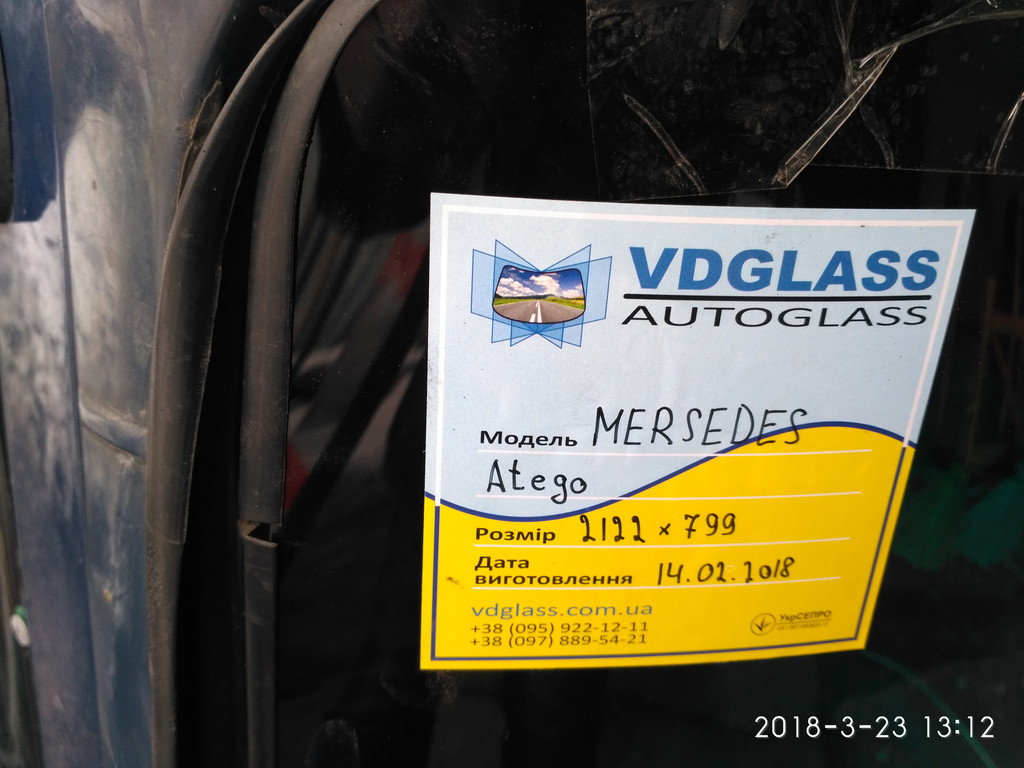 VDGLASS
AUTOGLASS
Модель MERSEDES
Atego
Розмір 2122 x 799
Дата
виготовлення 14.02.2018
vdglass.com.ua
+38 (095) 922-12-11
+38 (097) 889-54-21
УкрСЕПРО
2018-3-23 13:12